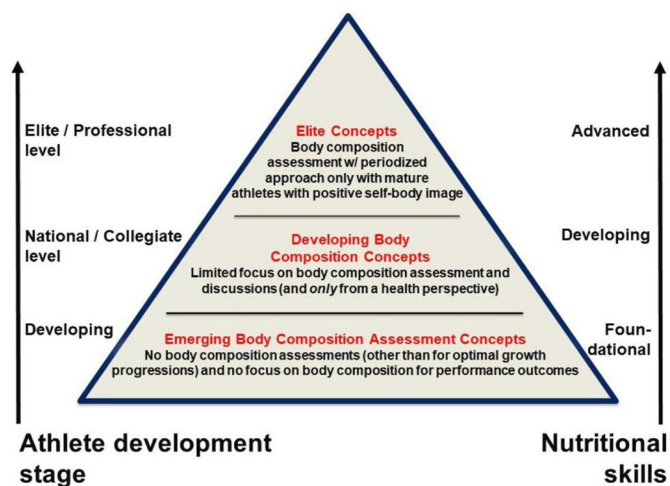 Elite / Professional
level
National / Collegiate
level
Developing
Athlete development
stage
Elite Concepts
Body composition
assessment w/ periodized
approach only with mature
athletes with positive self-body image
Developing Body
Composition Concepts
Limited focus on body composition assessment and
discussions (and only from a health perspective)
Emerging Body Composition Assessment Concepts
No body composition assessments (other than for optimal growth
progressions) and no focus on body composition for performance outcomes
Advanced
Developing
Foun-
dational
Nutritional
skills